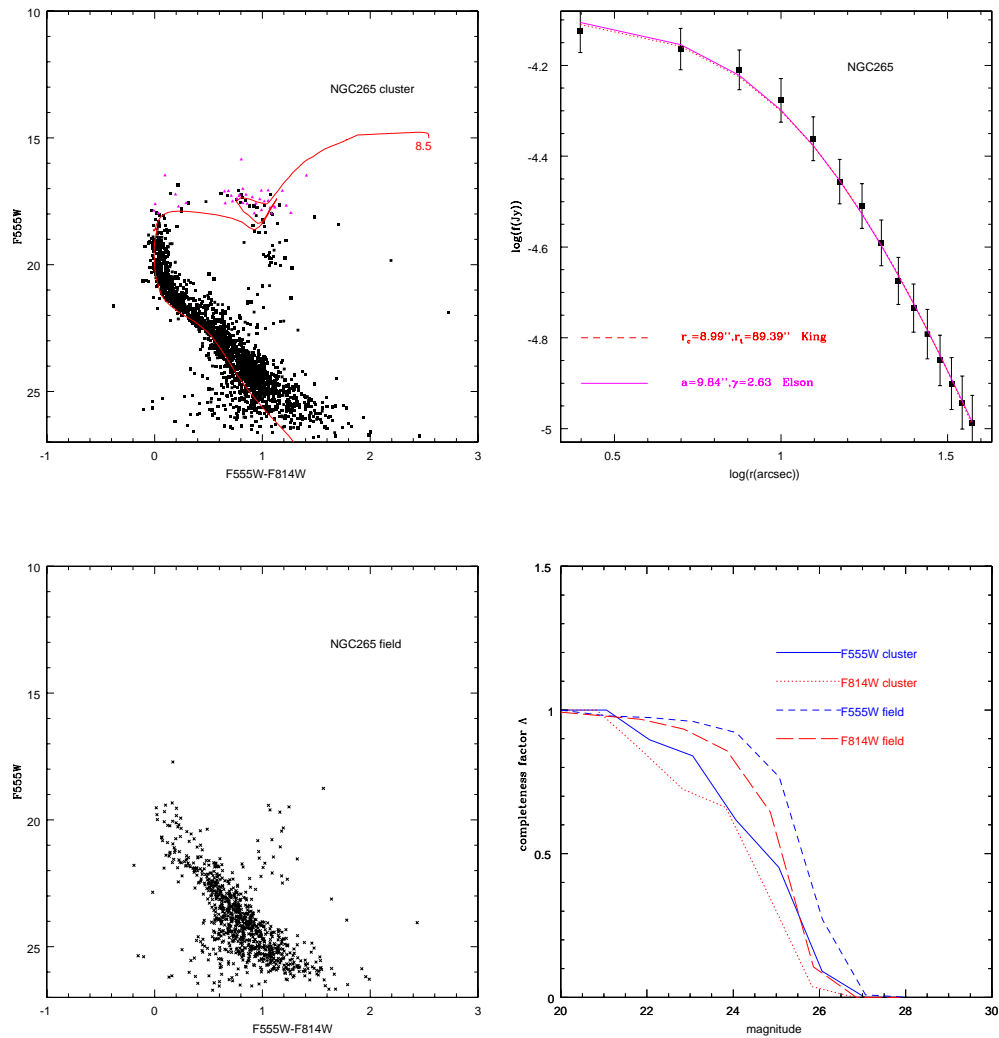 10
15
20
25
F555W
NGC265 cluster
8.5
-1
0
1
2
3
F555W-F814W
-4.2
-4.4
-4.6
-4.8
-5
log(f(Jy))
NGC265
r_c=8.99'',r_t=89.39'' King
a=9.84'',γ=2.63 Elson
0.5
1
1.5
log(r(arcsec))
10
15
20
25
F555W
NGC265 field
-1
0
1
2
3
F555W-F814W
1.5
1
0.5
0
completeness factor Λ
F555W cluster
F814W cluster
F555W field
F814W field
20
22
24
26
28
30
magnitude